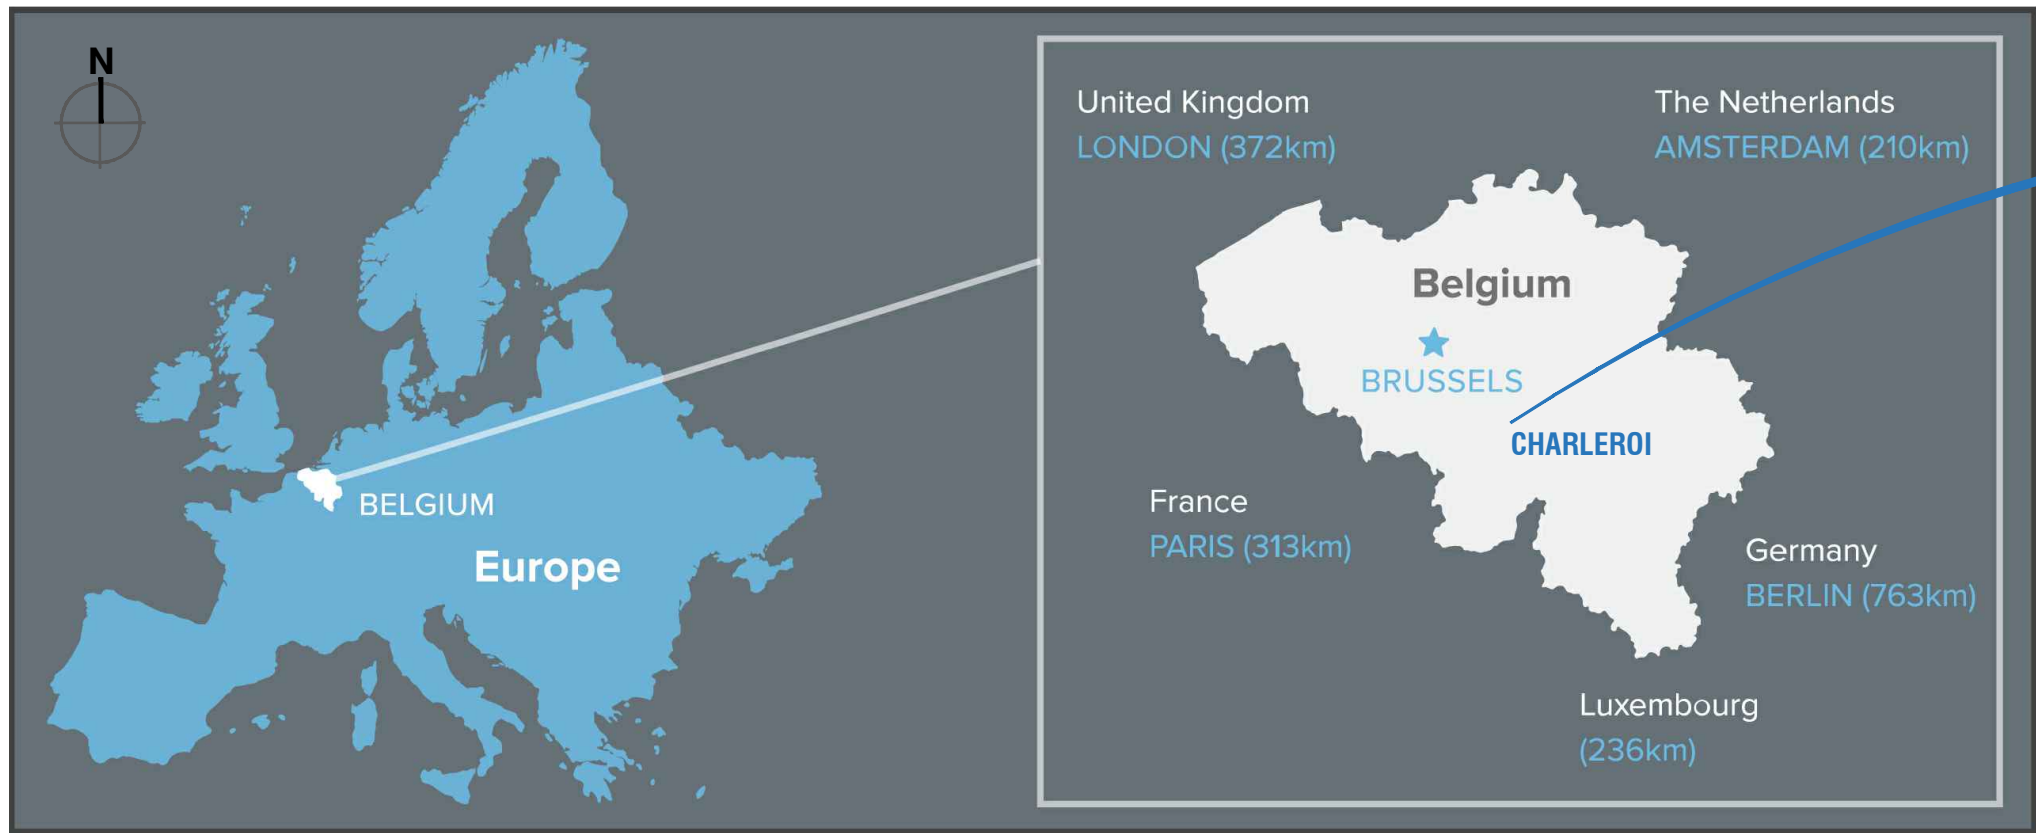 N
BELGIUM
Europe
United Kingdom
LONDON (372km)
The Netherlands
AMSTERDAM (210km)
Belgium
BRUSSELS
CHARLEROI
France
PARIS (313km)
Germany
BERLIN (763km)
Luxembourg
(236km)